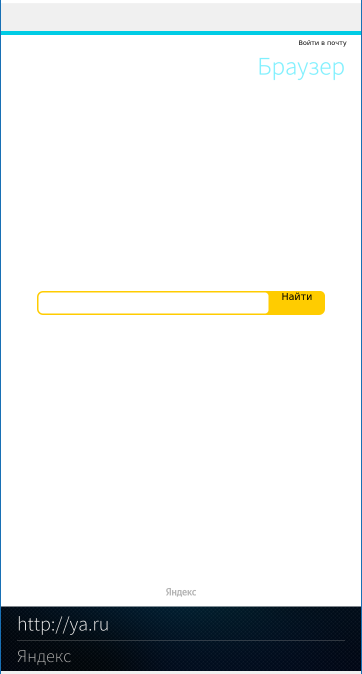 Войти в почту
Браузер
Найти
Яндекс
http://ya.ru
Яндекс